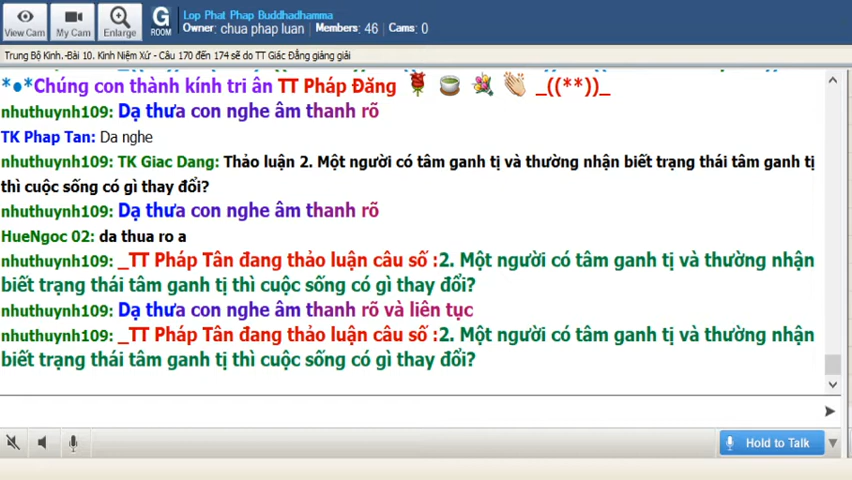 View Cam
My Cam
Enlarge
G
ROOM
Lop Phat Phap Buddhadhamma
Owner: chua phap luan / Members: 46 / Cams: 0
Trung Bộ Kinh.-Bài 10. Kinh Niệm Xứ - Câu 170 đến 174 sẽ do TT Giác Đẳng giảng giải
*●*Chúng con thành kính tri ân TT Pháp Đăng _((**))_
nhuthuynh109: Dạ thưa con nghe âm thanh rõ
TK Phap Tan: Da nghe
nhuthuynh109: TK Giac Dang: Thảo luận 2. Một người có tâm ganh tị và thường nhận biết trạng thái tâm ganh tị
thì cuộc sống có gì thay đổi?
nhuthuynh109: Dạ thưa con nghe âm thanh rõ
HueNgoc 02: da thua ro a
nhuthuynh109: _TT Pháp Tân đang thảo luận câu số :2. Một người có tâm ganh tị và thường nhận
biết trạng thái tâm ganh tị thì cuộc sống có gì thay đổi?
nhuthuynh109: Dạ thưa con nghe âm thanh rõ và liên tục
nhuthuynh109: _TT Pháp Tân đang thảo luận câu số :2. Một người có tâm ganh tị và thường nhận
biết trạng thái tâm ganh tị thì cuộc sống có gì thay đổi?
Hold to Talk